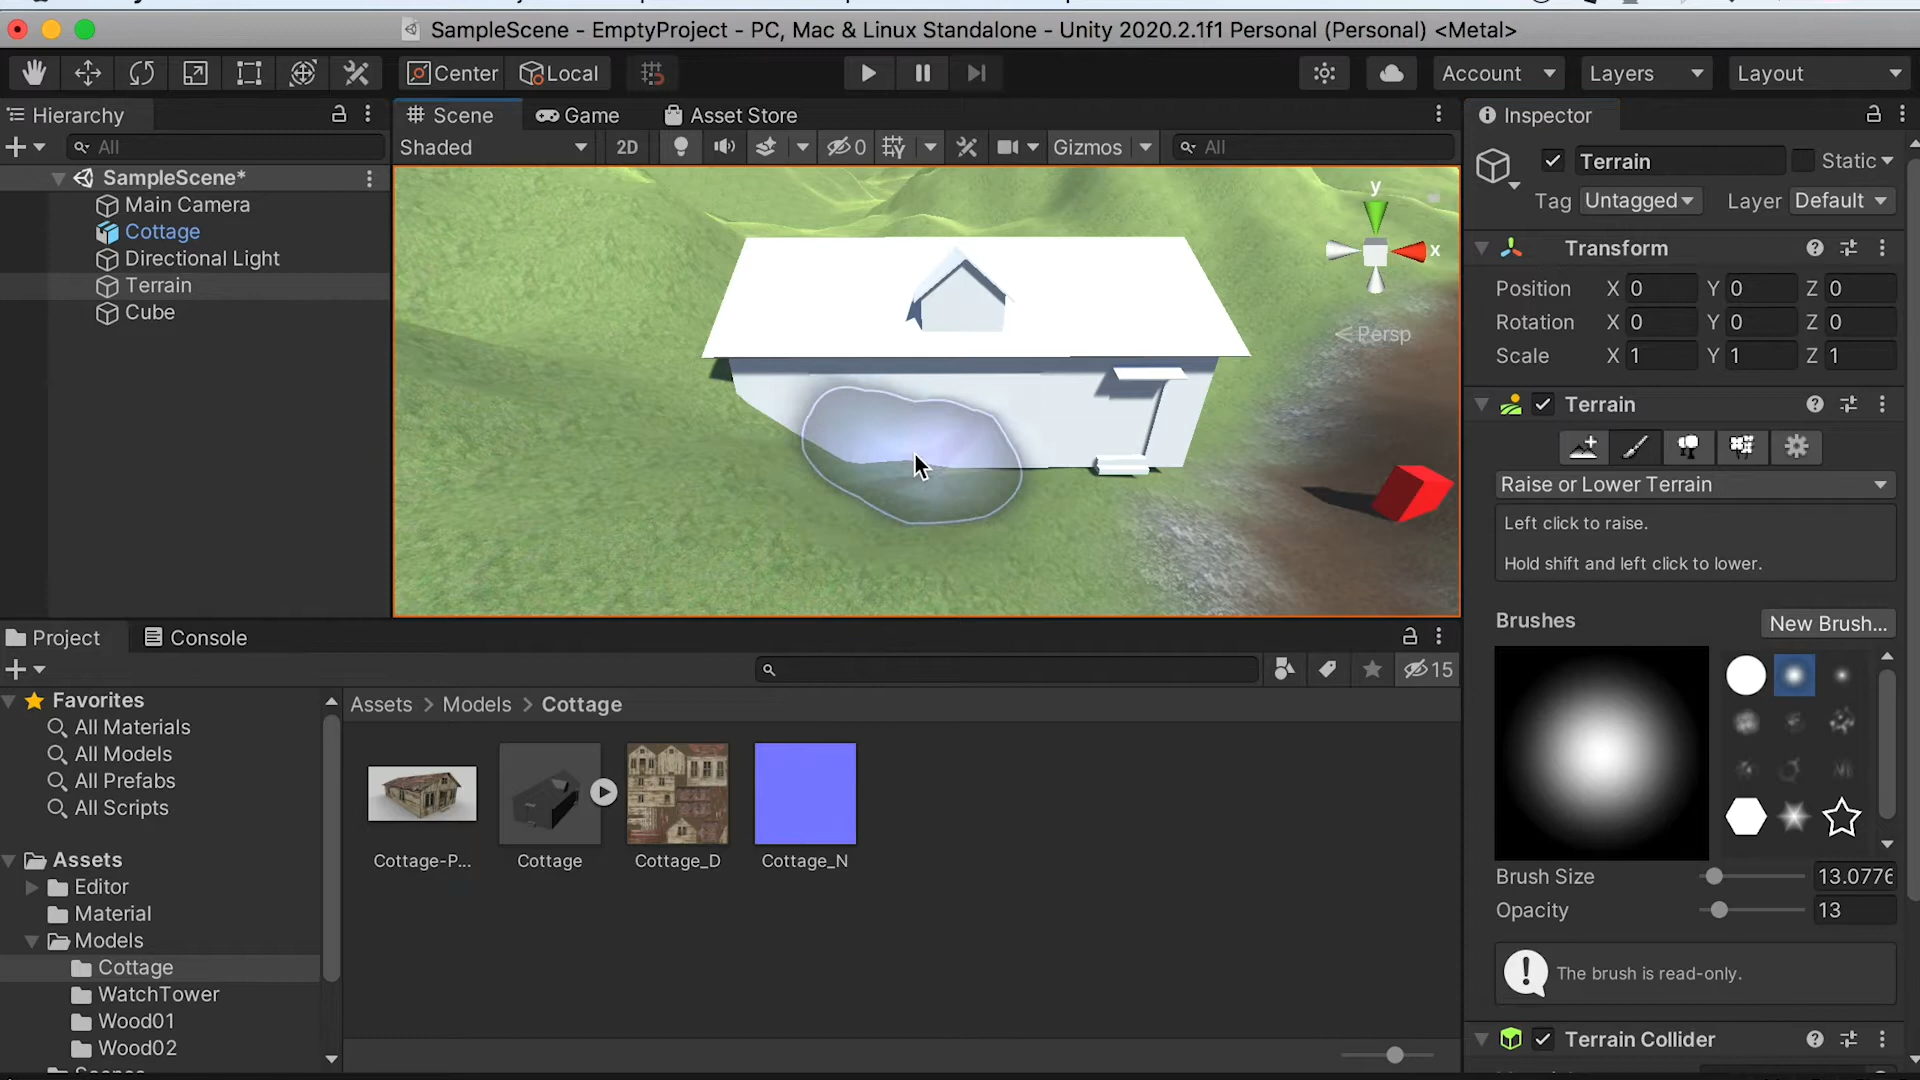 SampleScene - EmptyProject - PC, Mac & Linux Standalone - Unity 2020.2.1f1 Personal (Personal) <Metal>
Center Local Account Layers Layout
Hierarchy
All
SampleScene*
Main Camera
Cottage
Directional Light
Terrain
Cube
Scene Game Asset Store
Shaded 2D 0 Gizmos All
y
x
Persp
Inspector
Terrain Static
Tag Untagged Layer Default
Transform
Position X 0 Y 0 Z 0
Rotation X 0 Y 0 Z 0
Scale X 1 Y 1 Z 1
Terrain
Raise or Lower Terrain
Left click to raise.
Hold shift and left click to lower.
Brushes New Brush...
Brush Size 13.0776
Opacity 13
The brush is read-only.
Terrain Collider
Project Console
15
Favorites
All Materials
All Models
All Prefabs
All Scripts
Assets
Editor
Material
Models
Cottage
WatchTower
Wood01
Wood02
Assets > Models > Cottage
Cottage-P... Cottage Cottage_D Cottage_N